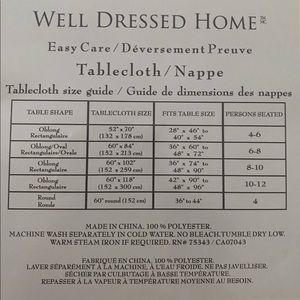 WELL DRESSED HOME
Easy Care / Déversement Preuve
Tablecloth / Nappe
Tablecloth size guide / Guide de dimensions des nappes
TABLE SHAPE TABLECLOTH SIZE FITS TABLE SIZE PERSONS SEATED
Oblong 52"x 70" 28" x 46" to 4-6
Rectangulaire (132 x 178 cm) 40" x 54"
Oblong/Oval 60"x 84" 36" x 60" to 6-8
Rectangulaire (152 x 213 cm) 48" x 72"
Oblong 60"x 102" 36" x 74" to 8-10
Rectangulaire (152 x 259 cm) 48" x 90"
Oblong 60"x 118" 42" x 90" to 10-12
Rectangulaire (152 x 300 cm) 48" x 96"
Round 60" round (152 cm) 36" to 44" 4
Ronde
MADE IN CHINA. 100 % POLYESTER.
MACHINE WASH SEPARATELY IN COLD WATER. NO BLEACH. TUMBLE DRY LOW.
WARM STEAM IRON IF REQUIRED. RN# 75343 / CA07043
FABRIQUÉ EN CHINA, 100 % POLYESTER.
LAVER SÉPARÉMENT À LA MACHINE, À L'EAU FROIDE. NE PAS JAVELLISER.
SÉCHER PAR CULBUTAGE À BASSE TEMPÉRATURE.
REPASSER À LA VAPEUR À TEMPÉRATURE MOYENNE AU BESOIN.